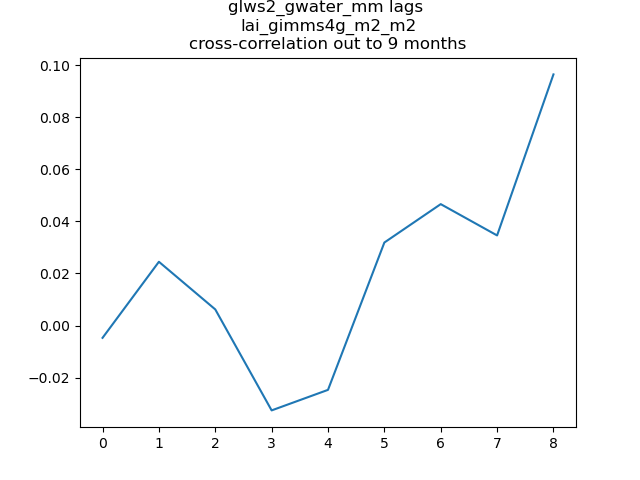 glws2_gwater_mm lags
lai_gimms4g_m2_m2
cross-correlation out to 9 months
0.10
0.08
0.06
0.04
0.02
0.00
−0.02
0 1 2 3 4 5 6 7 8